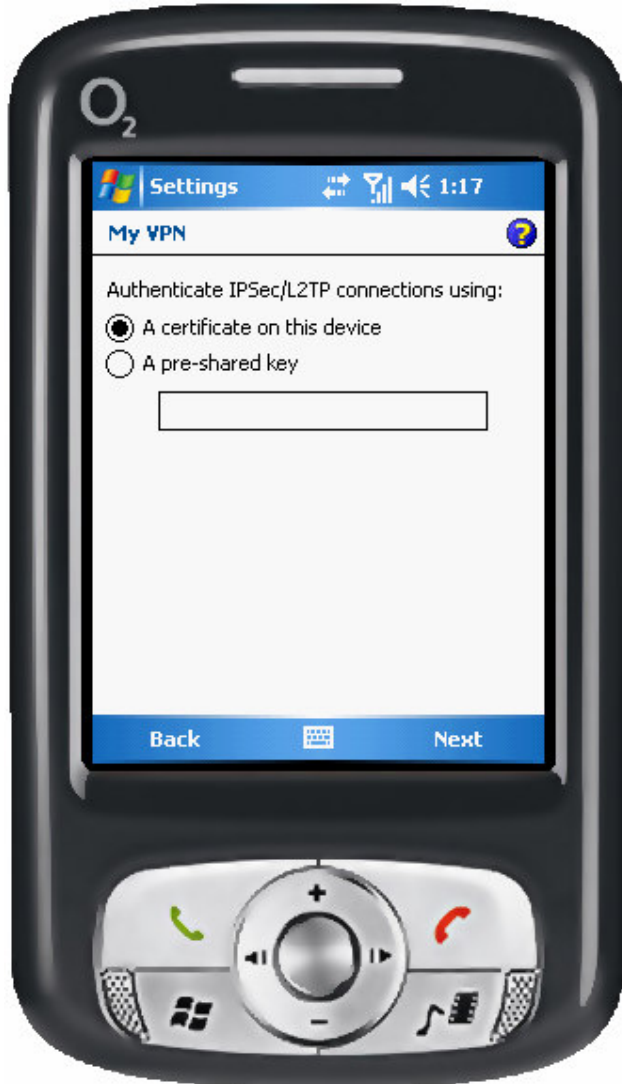 O2
Settings 1:17
My VPN
Authenticate IPSec/L2TP connections using:
A certificate on this device
A pre-shared key
Back Next